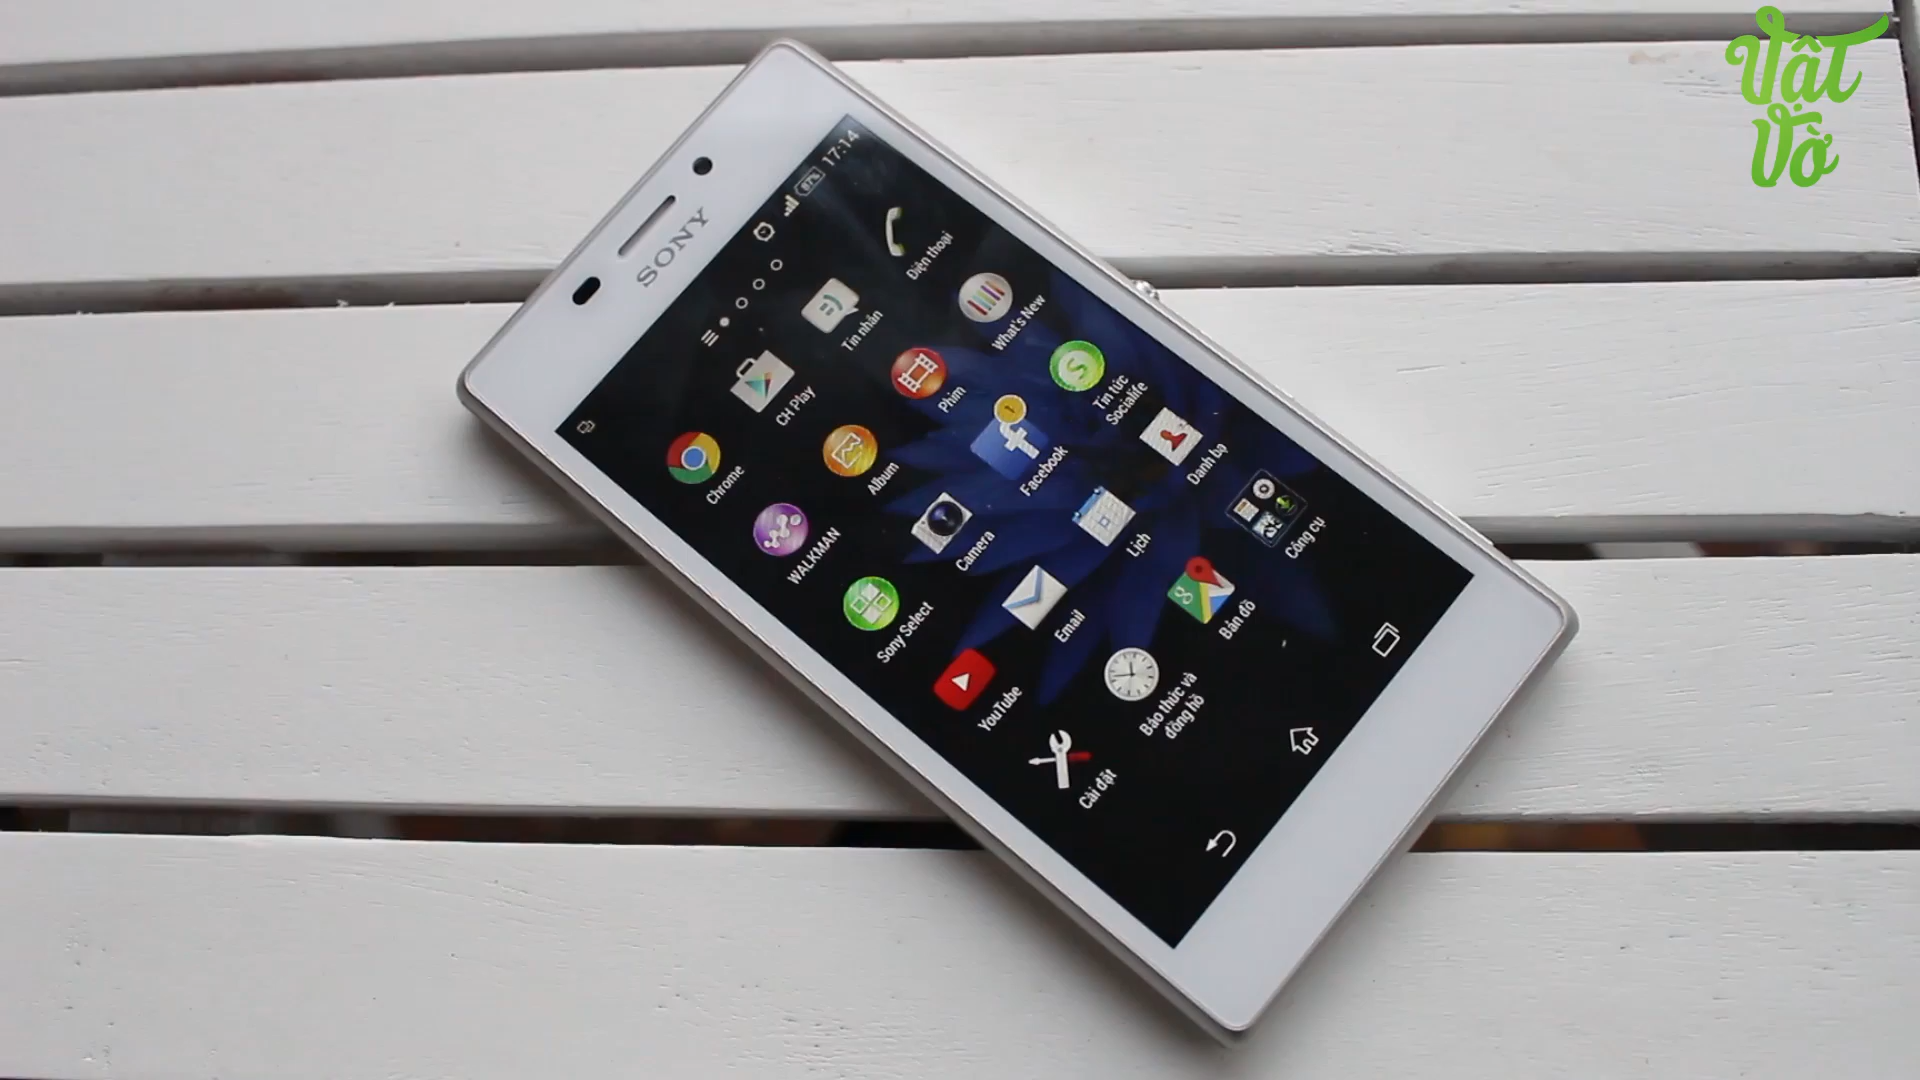 Vật
Vờ
SONY
87%
17:14
Chrome
CH Play
Tin nhắn
Điện thoại
WALKMAN
Album
Phim
What's New
Sony Select
Camera
Facebook
1
Tin tức
Socialife
YouTube
Email
Lịch
Danh bạ
Cài đặt
Báo thức và
đồng hồ
Bản đồ
Công cụ